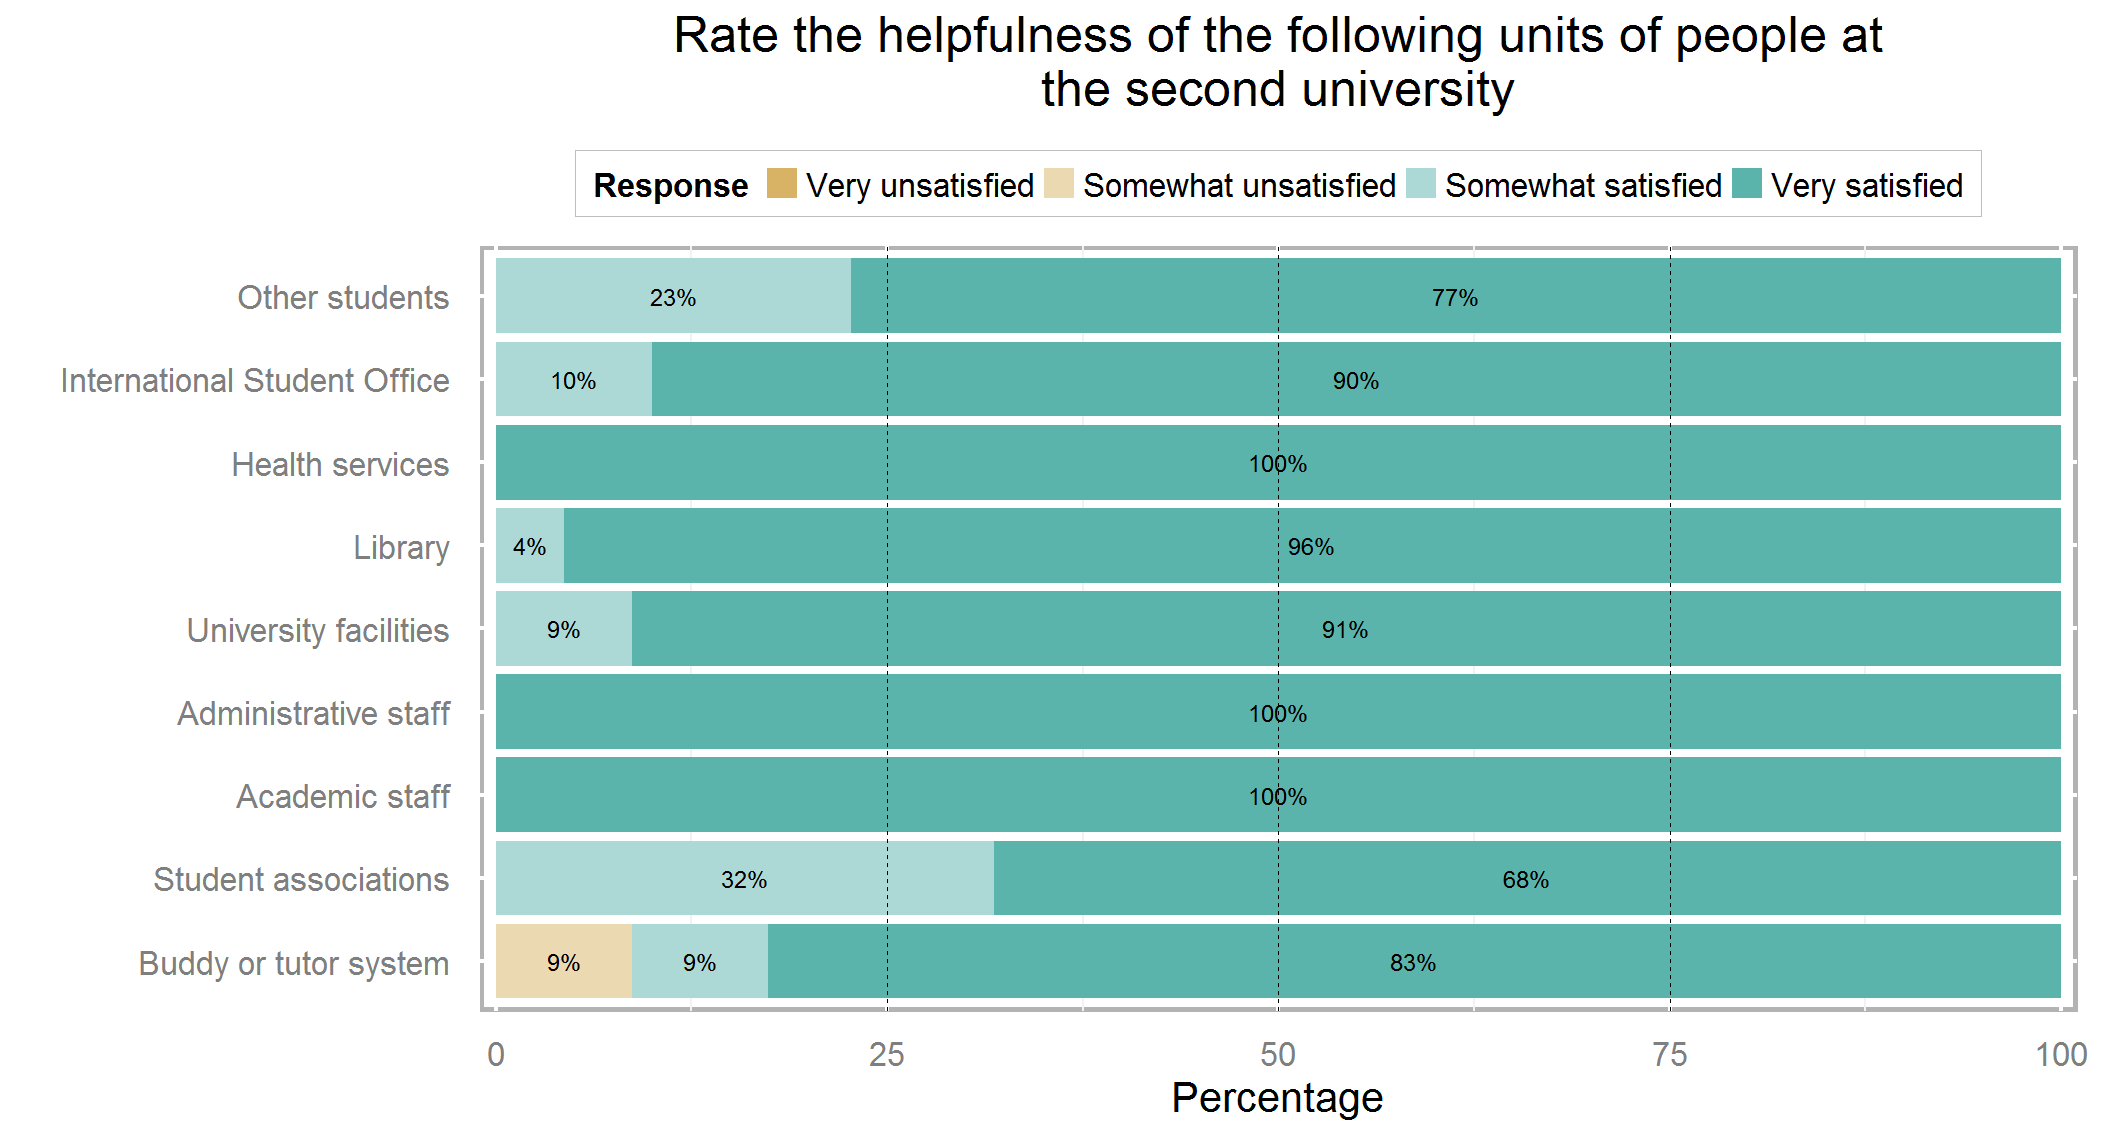 Rate the helpfulness of the following units of people at
the second university
Response Very unsatisfied Somewhat unsatisfied Somewhat satisfied Very satisfied
Other students 23% 77%
International Student Office 10% 90%
Health services 100%
Library 4% 96%
University facilities 9% 91%
Administrative staff 100%
Academic staff 100%
Student associations 32% 68%
Buddy or tutor system 9% 9% 83%
0 25 50 75 100
Percentage